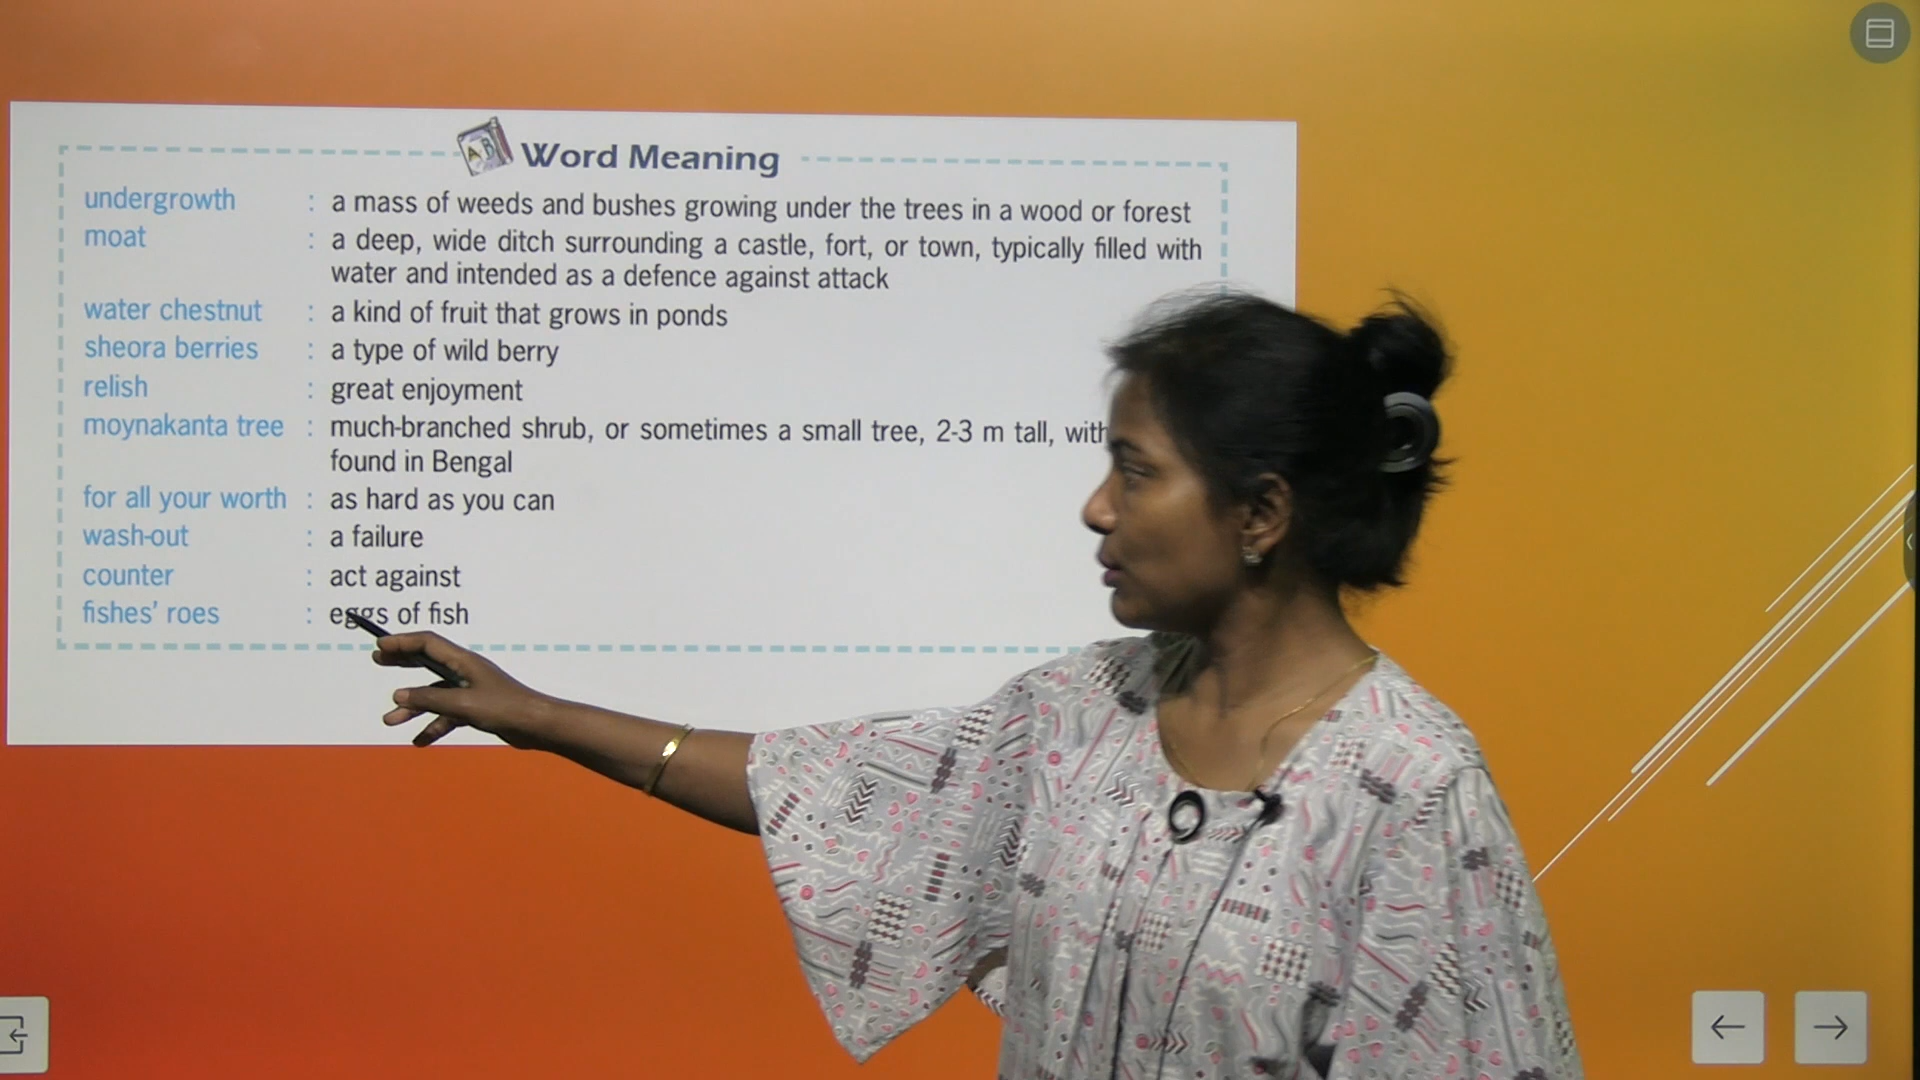 Word Meaning
undergrowth : a mass of weeds and bushes growing under the trees in a wood or forest
moat : a deep, wide ditch surrounding a castle, fort, or town, typically filled with
water and intended as a defence against attack
water chestnut : a kind of fruit that grows in ponds
sheora berries : a type of wild berry
relish : great enjoyment
moynakanta tree : much-branched shrub, or sometimes a small tree, 2-3 m tall, with
found in Bengal
for all your worth : as hard as you can
wash-out : a failure
counter : act against
fishes' roes : eggs of fish